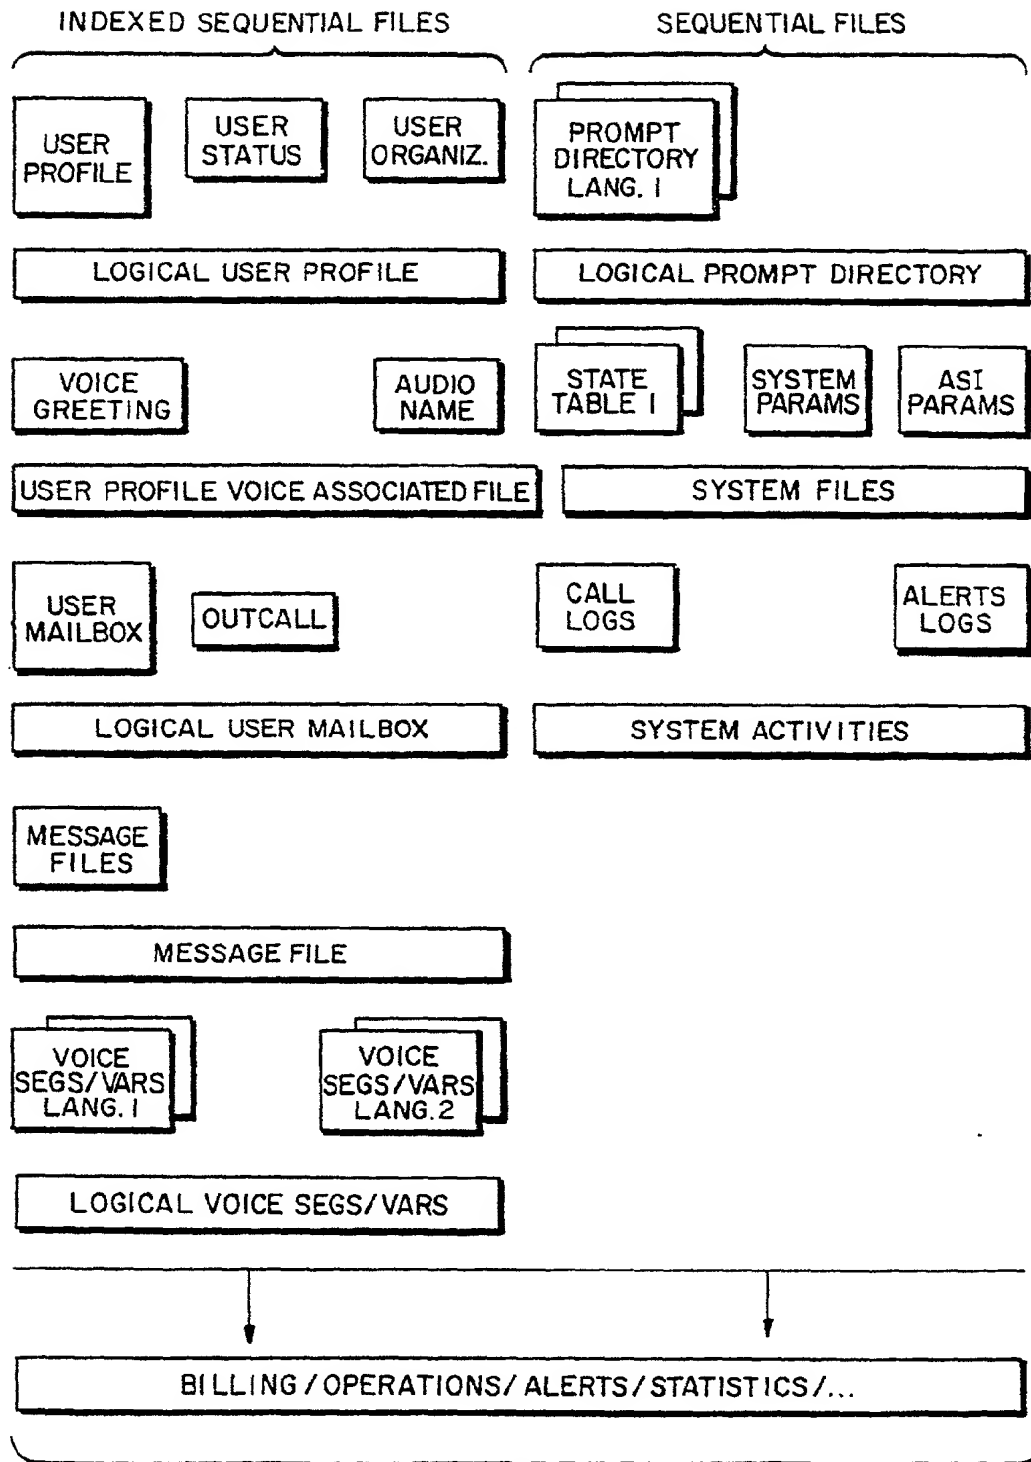 INDEXED SEQUENTIAL FILES
SEQUENTIAL FILES
USER
PROFILE
USER
STATUS
USER
ORGANIZ.
PROMPT
DIRECTORY
LANG. 1
LOGICAL USER PROFILE
LOGICAL PROMPT DIRECTORY
VOICE
GREETING
AUDIO
NAME
STATE
TABLE 1
SYSTEM
PARAMS
ASI
PARAMS
USER PROFILE VOICE ASSOCIATED FILE
SYSTEM FILES
USER
MAILBOX
OUTCALL
CALL
LOGS
ALERTS
LOGS
LOGICAL USER MAILBOX
SYSTEM ACTIVITIES
MESSAGE
FILES
MESSAGE FILE
VOICE
SEGS/VARS
LANG. 1
VOICE
SEGS/VARS
LANG. 2
LOGICAL VOICE SEGS/VARS
BILLING/OPERATIONS/ALERTS/STATISTICS/...